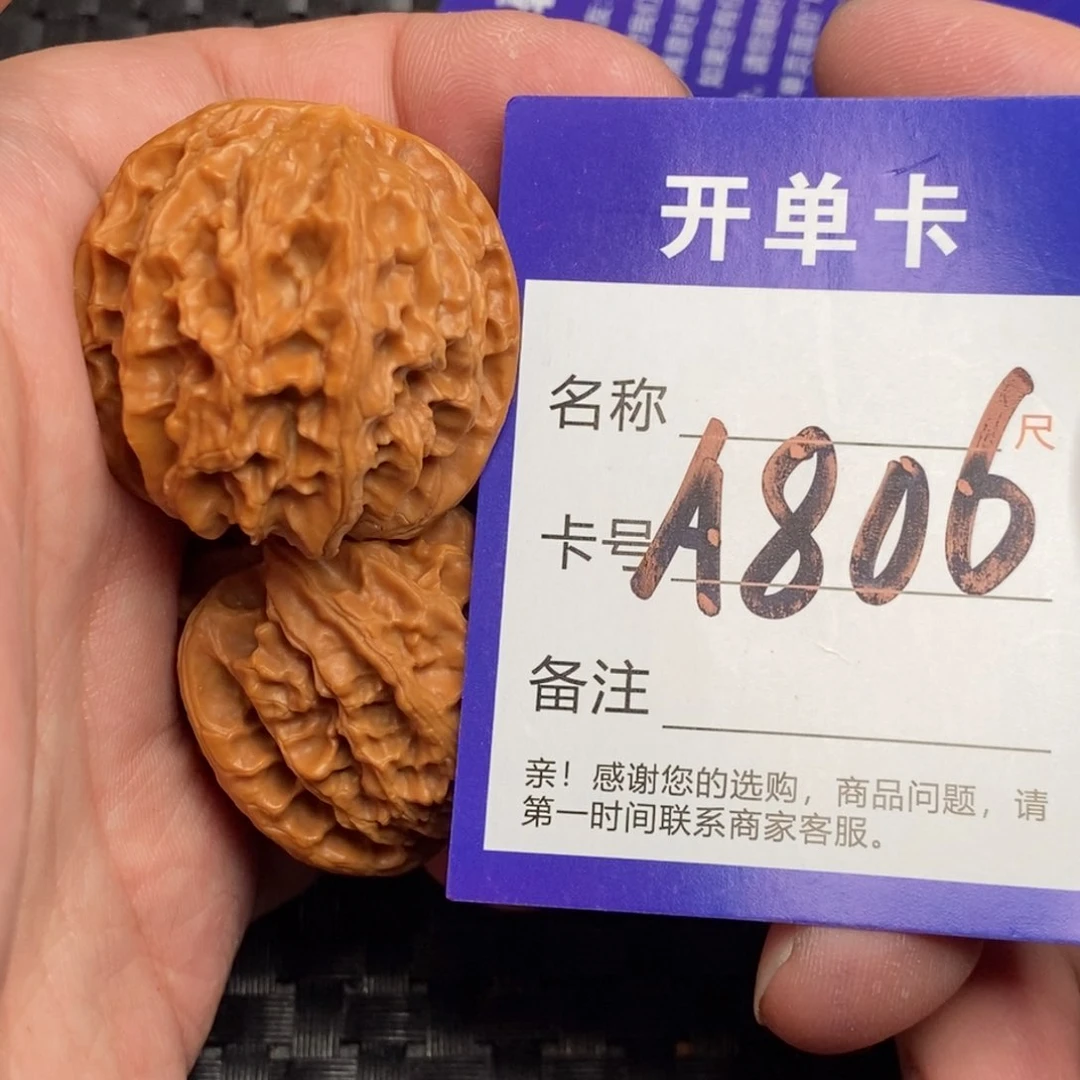 开单卡
名称
尺
卡号 A806
备注
亲！感谢您的选购，商品问题，请
第一时间联系商家客服。